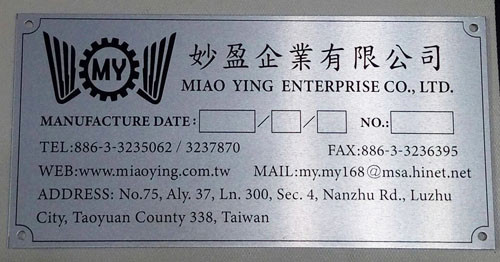 MY
妙盈企業有限公司
MIAO YING ENTERPRISE CO., LTD.
MANUFACTURE DATE: / / NO.:
TEL:886-3-3235062 / 3237870 FAX:886-3-3236395
WEB:www.miaoying.com.tw MAIL:my.my168@msa.hinet.net
ADDRESS: No.75, Aly. 37, Ln. 300, Sec. 4, Nanzhu Rd., Luzhu
City, Taoyuan County 338, Taiwan